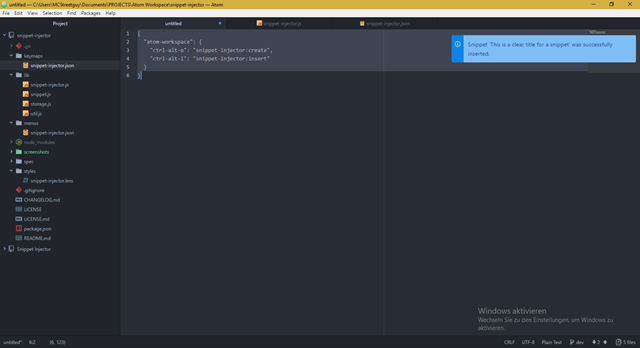 untitled — C:\Users\MCStreetguy\Documents\PROJECTS\Atom Workspace\snippet-injector — Atom
File Edit View Selection Find Packages Help
Project
snippet-injector
.git
keymaps
snippet-injector.json
lib
snippet-injector.js
snippet.js
storage.js
util.js
menus
snippet-injector.json
node_modules
screenshots
spec
styles
snippet-injector.less
.gitignore
CHANGELOG.md
LICENSE
LICENSE.md
package.json
README.md
Snippet Injector
untitled
snippet-injector.js
snippet-injector.json
1 {
2 "atom-workspace": {
3 "ctrl-alt-o": "snippet-injector:create",
4 "ctrl-alt-i": "snippet-injector:insert"
5 }
6 }
Snippet 'This is a clear title for a snippet' was successfully
inserted.
Windows aktivieren
Wechseln Sie zu den Einstellungen, um Windows zu
aktivieren.
untitled* 6:2 (6, 123) CRLF UTF-8 Plain Text dev 2 5 files